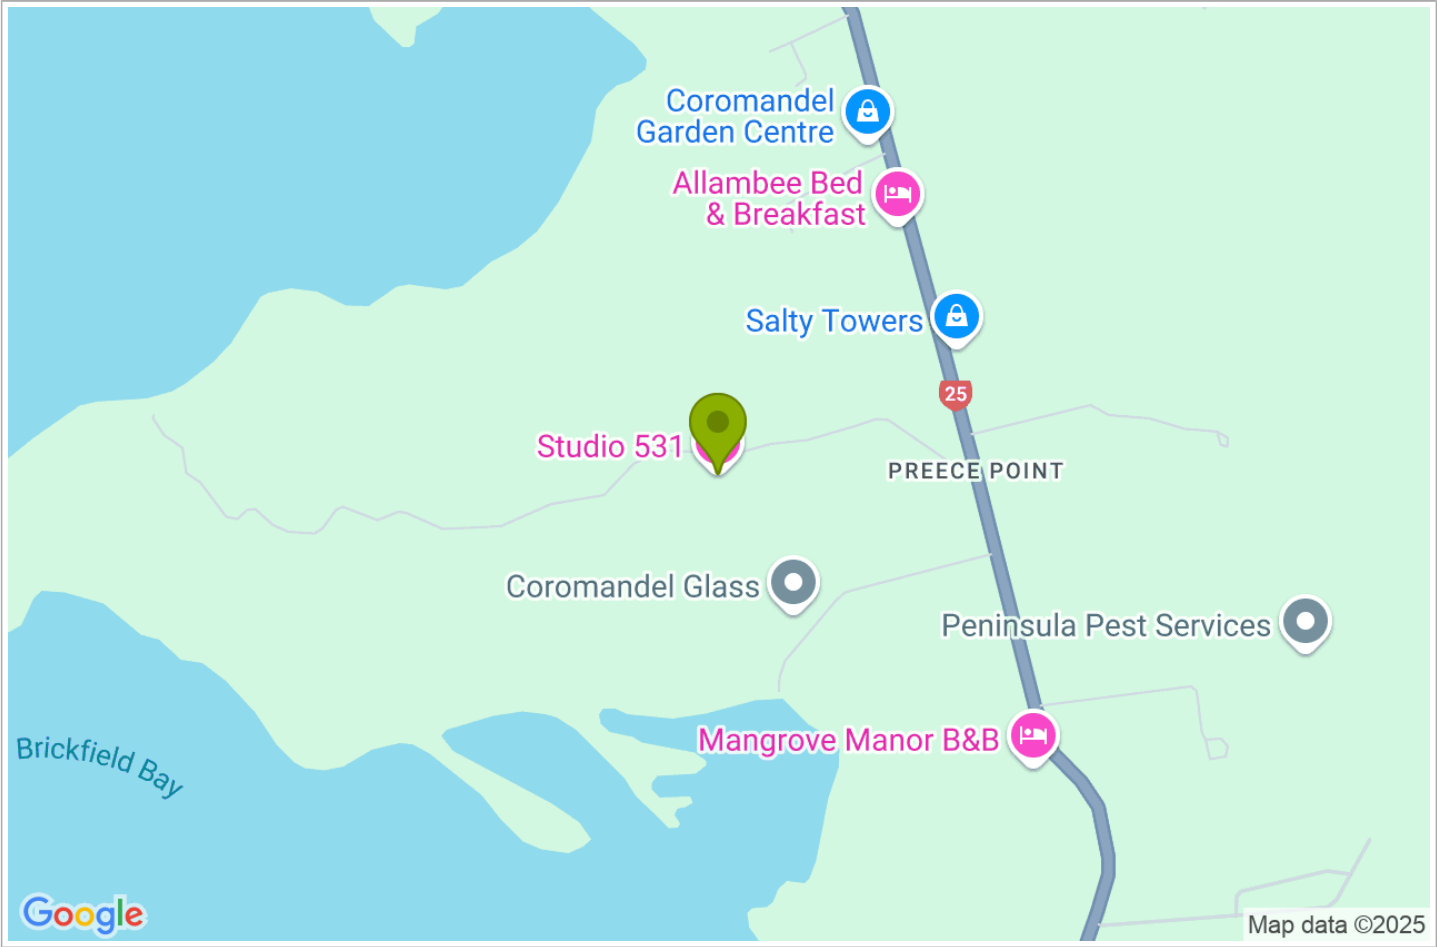 Coromandel
Garden Centre
Allambee Bed
& Breakfast
Salty Towers
25
Studio 531
PREECE POINT
Coromandel Glass
Peninsula Pest Services
Mangrove Manor B&B
Brickfield Bay
Google
Map data ©2025